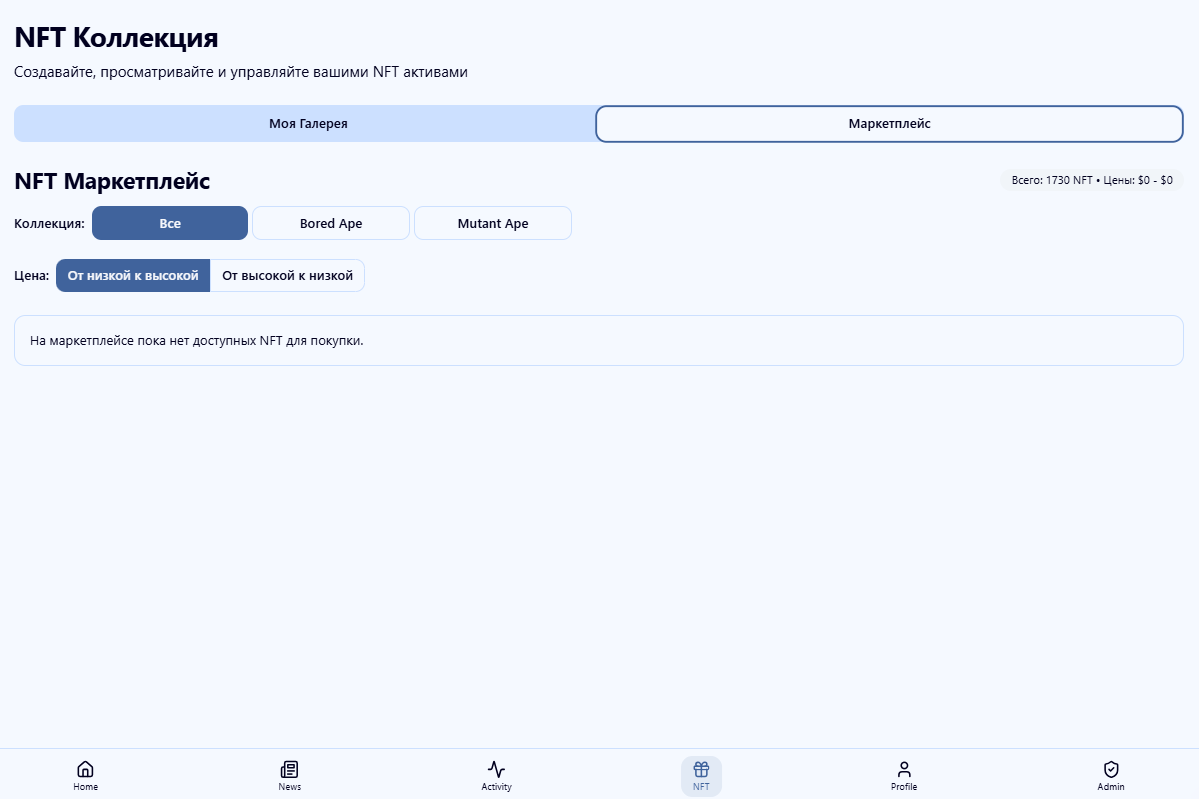 NFT Коллекция
Создавайте, просматривайте и управляйте вашими NFT активами
Моя Галерея
Маркетплейс
NFT Маркетплейс
Всего: 1730 NFT • Цены: $0 - $0
Коллекция:
Все
Bored Ape
Mutant Ape
Цена:
От низкой к высокой
От высокой к низкой
На маркетплейсе пока нет доступных NFT для покупки.
Home
News
Activity
NFT
Profile
Admin